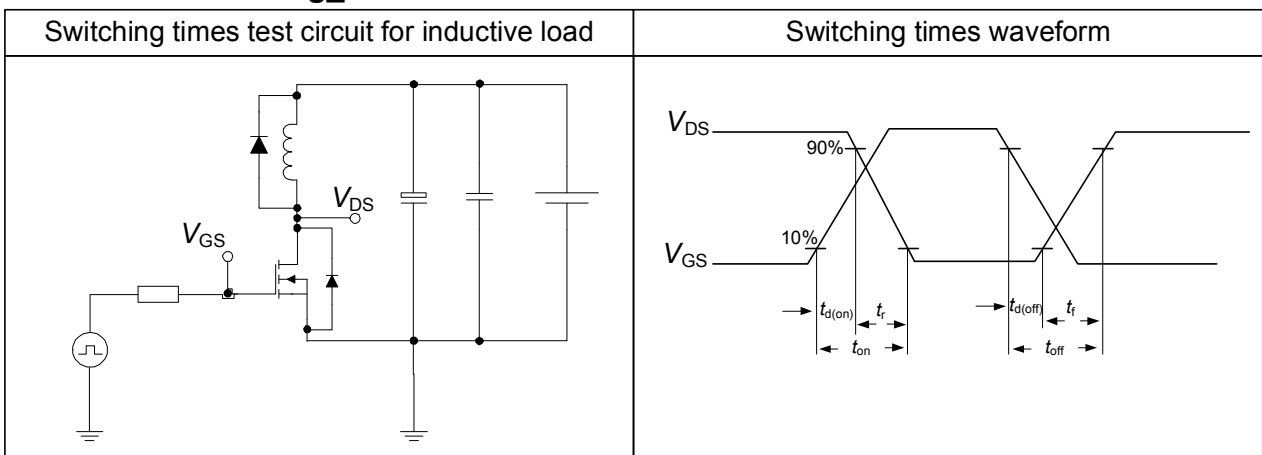 Switching times test circuit for inductive load
Switching times waveform
V_DS
V_GS
V_DS
90%
10%
V_GS
t_d(on)
t_r
t_d(off)
t_f
t_on
t_off